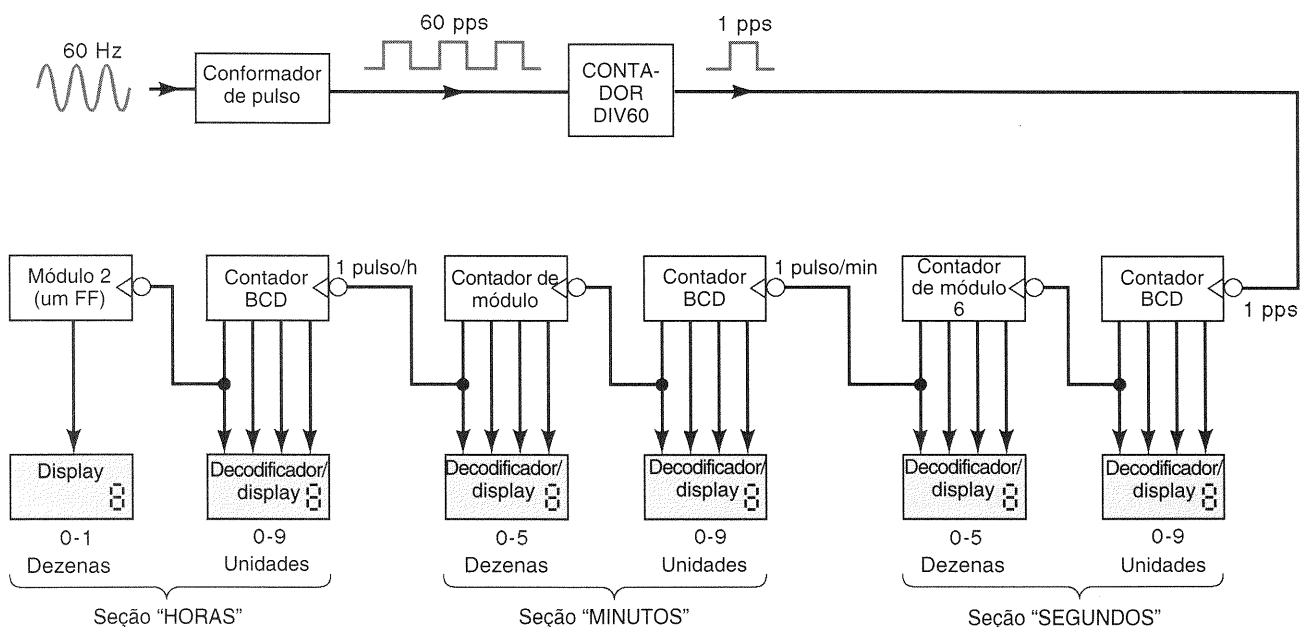 60 Hz
Conformador
de pulso
60 pps
CONTA-
DOR
DIV60
1 pps
Módulo 2
(um FF)
Contador
BCD
1 pulso/h
Contador de
módulo
Contador
BCD
1 pulso/min
Contador
de módulo
6
Contador
BCD
1 pps
Display
8
Decodificador/
display 8
Decodificador/
display 8
Decodificador/
display 8
Decodificador/
display 8
Decodificador/
display 8
0-1
Dezenas
0-9
Unidades
0-5
Dezenas
0-9
Unidades
0-5
Dezenas
0-9
Unidades
Seção “HORAS”
Seção “MINUTOS”
Seção “SEGUNDOS”